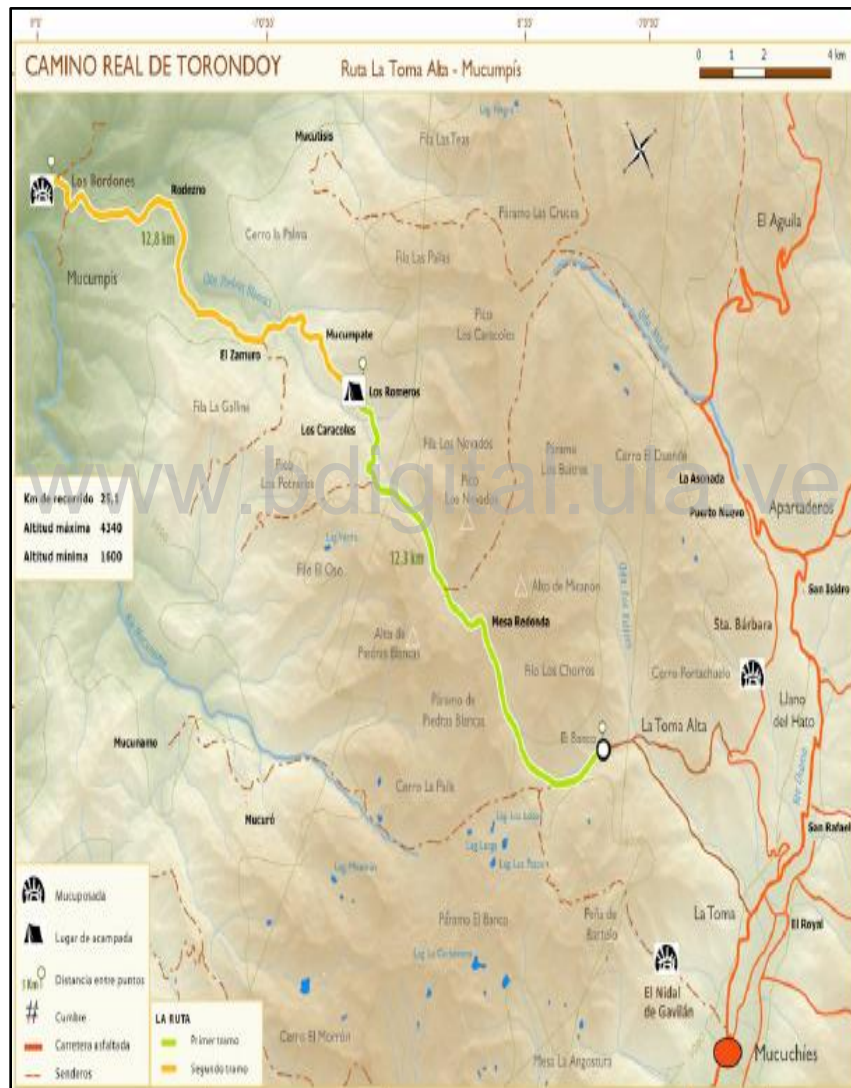 CAMINO REAL DE TORONDOY
Ruta La Toma Alta - Mucumpís
0 1 2 4 km
Lag. Negra
Mucutisis
Fila Las Teas
Los Bordones
Rodezno
Páramo Las Cruces
El Aguila
12,8 km
Cerro la Palma
Fila Las Pallas
Mucumpís
Pico
Los Caracoles
Mucumpate
El Zamuro
Los Romeros
Fila La Gallina
Los Caracoles
Fila Los Nevados
Páramo
Los Buitres
Cerro El Duende
Pico
Los Potreros
Pico
Los Nevados
La Asomada
www.bdigital.ula.ve
Puerto Nuevo
Apartaderos
Km de recorrido 25,1
Altitud máxima 4340
Altitud mínima 1600
Lag. Verde
Fila El Oso
12,3 km
Alto de Miranon
San Isidro
Mesa Redonda
Sta. Bárbara
Alto de
Piedras Blancas
Filo Los Chorros
Cerro Portachuelo
Páramo de
Piedras Blancas
Llano
del Hato
La Toma Alta
El Banco
Mucunamo
Cerro La Paila
Mucuró
Lag. Larga
San Rafael
Mucuposada
Páramo El Banco
Peña de
Bartolo
La Toma
El Royal
Lugar de acampada
Distancia entre puntos
El Nidal
de Gavilán
Cumbre
LA RUTA
Carretera asfaltada
Primer tramo
Cerro El Morrón
Senderos
Segundo tramo
Mesa La Angostura
Mucuchíes